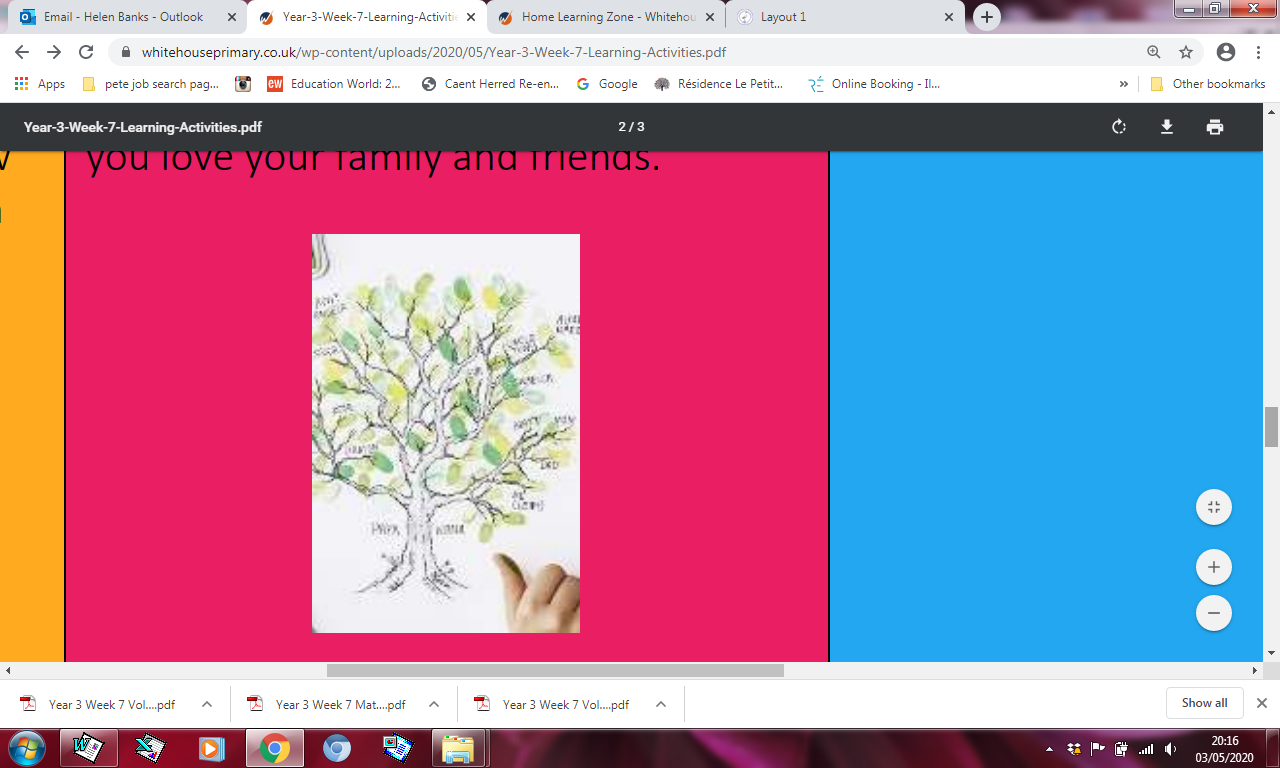 Email - Helen Banks - Outlook
Year-3-Week-7-Learning-Activitie
Home Learning Zone - Whitehou
Layout 1
whitehouseprimary.co.uk/wp-content/uploads/2020/05/Year-3-Week-7-Learning-Activities.pdf
Apps
pete job search pag...
ew
Education World: 2...
Caent Herred Re-en...
Google
Résidence Le Petit...
Online Booking - Il...
»
Other bookmarks
Year-3-Week-7-Learning-Activities.pdf
2 / 3
you love your family and friends.
PAPA
NANA
DAD
Year 3 Week 7 Vol....pdf
Year 3 Week 7 Mat....pdf
Year 3 Week 7 Vol....pdf
Show all
20:16
03/05/2020